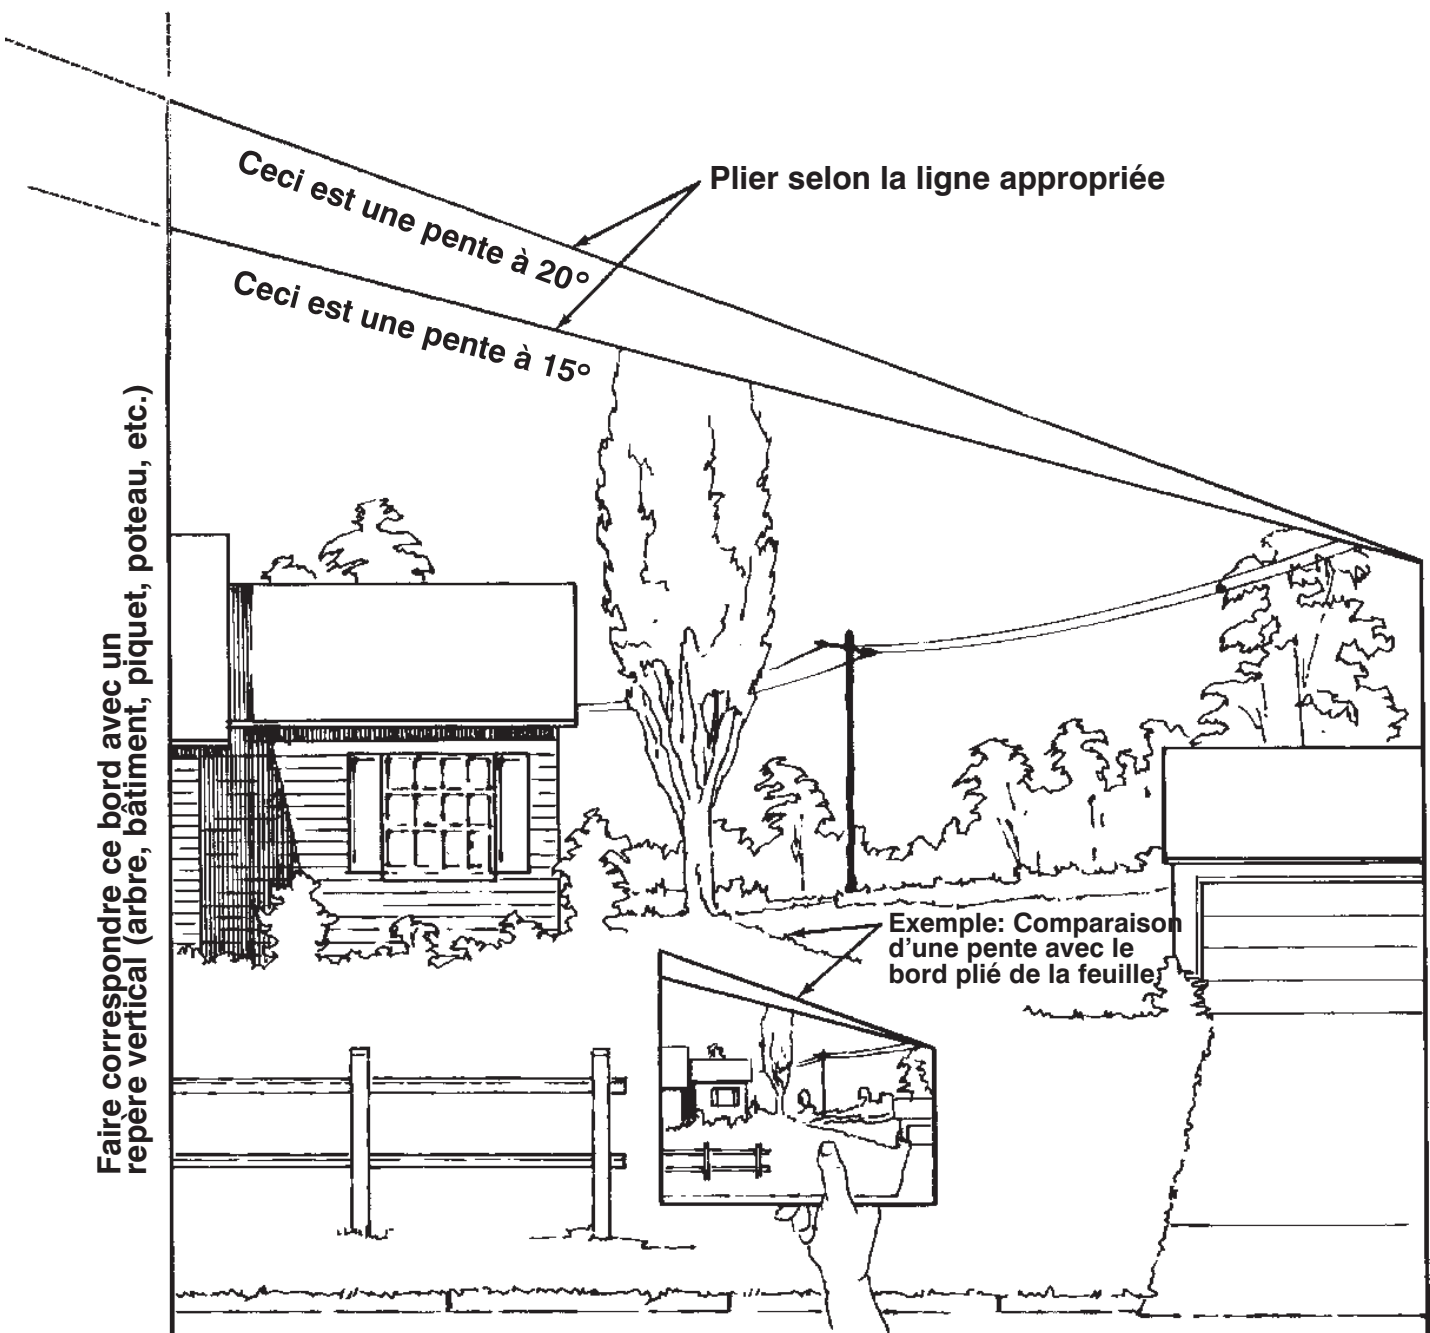 Plier selon la ligne appropriée
Ceci est une pente à 20°
Ceci est une pente à 15°
Faire correspondre ce bord avec un
repère vertical (arbre, bâtiment, piquet, poteau, etc.)
Exemple: Comparaison
d'une pente avec le
bord plié de la feuille